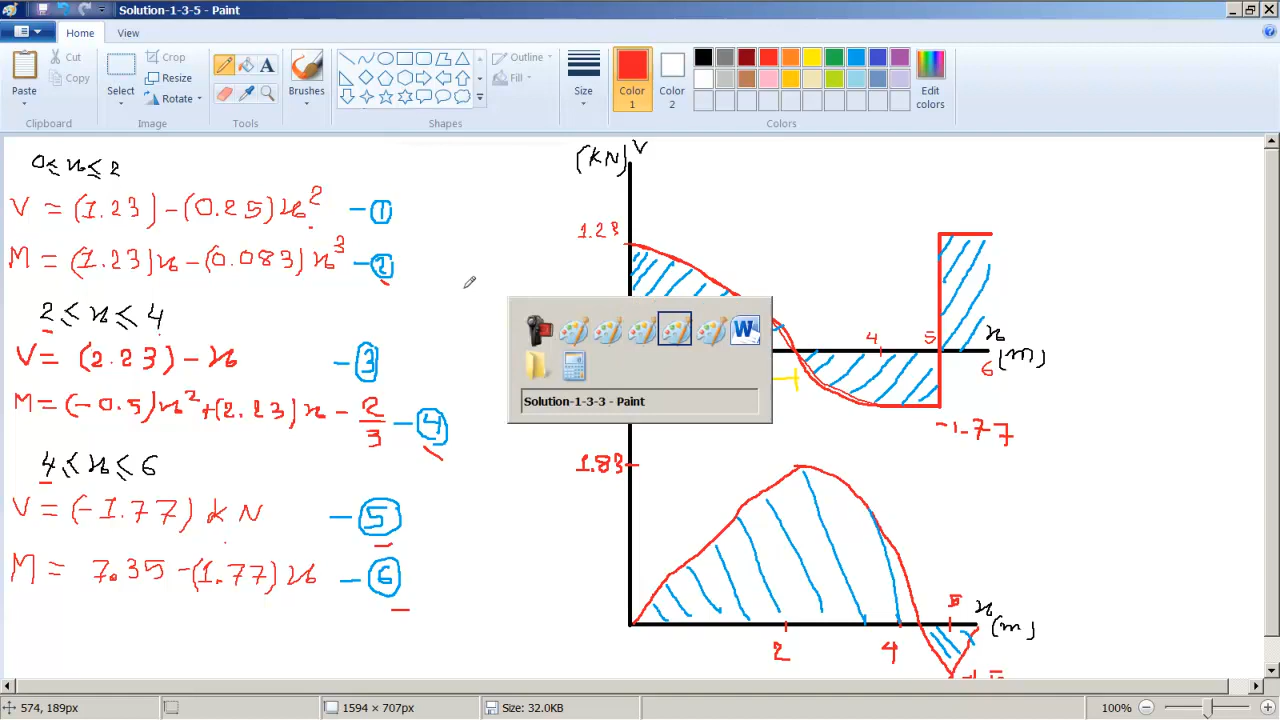 Solution-1-3-5 - Paint
Home View
Paste
Cut
Copy
Clipboard
Select
Crop
Resize
Rotate
Image
Tools
Brushes
Outline
Fill
Shapes
Size
Color 1
Color 2
Edit colors
Colors
0≤x≤2
V = (1.23) - (0.25)x² - ①
M = (1.23)x - (0.083)x³ - ②
2 ≤ x ≤ 4
V = (2.23) - x - ③
M = (-0.5)x² + (2.23)x - 2/3 - ④
4 ≤ x ≤ 6
V = (-1.77) kN - ⑤
M = 7.35 - (1.77)x - ⑥
(kN) V
1.23
4 5 x
(m)
6
-1.77
Solution-1-3-3 - Paint
1.83
5 x
(m)
2 4
574, 189px
1594 × 707px
Size: 32.0KB
100%